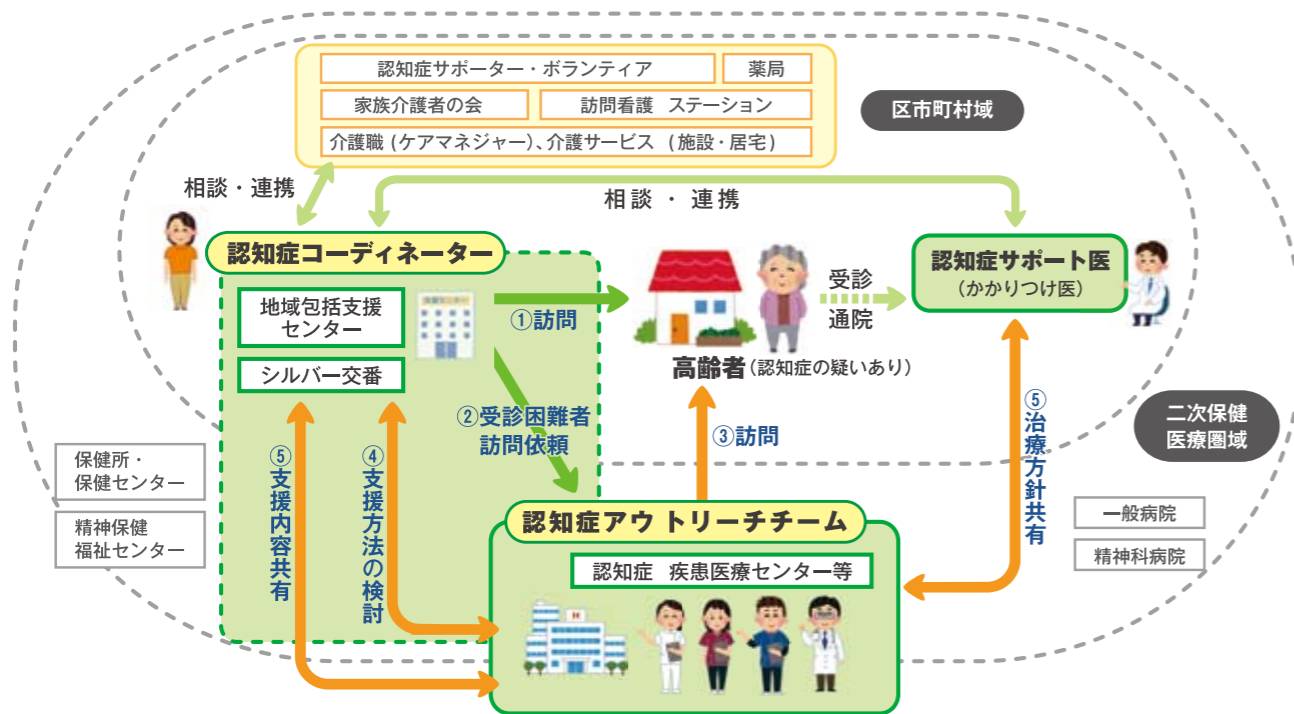 認知症サポーター・ボランティア
薬局
家族介護者の会
訪問看護 ステーション
介護職（ケアマネジャー）、介護サービス （施設・居宅）
区市町村域
相談・連携
相談 ・ 連携
認知症コーディネーター
地域包括支援
センター
シルバー交番
①訪問
②受診困難者
訪問依頼
高齢者（認知症の疑いあり）
受診
通院
認知症サポート医
（かかりつけ医）
③訪問
⑤治療方針共有
二次保健
医療圏域
保健所・
保健センター
精神保健
福祉センター
⑤支援内容共有
④支援方法の検討
認知症アウトリーチチーム
認知症 疾患医療センター等
一般病院
精神科病院